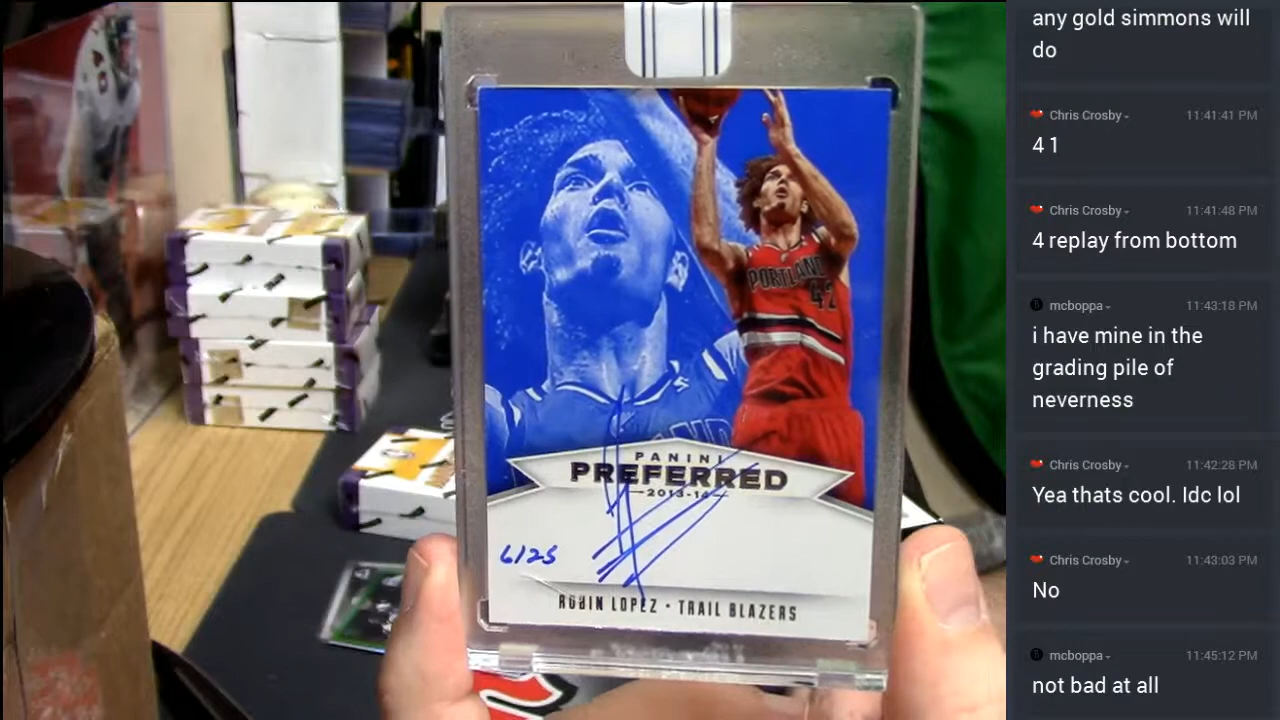 PORTLAND
42
PANINI
PREFERRED
2013-14
6/25
ROBIN LOPEZ • TRAIL BLAZERS
any gold simmons will
do
Chris Crosby
11:41:41 PM
4 1
Chris Crosby
11:41:48 PM
4 replay from bottom
mcboppa
11:43:18 PM
i have mine in the
grading pile of
neverness
Chris Crosby
11:42:28 PM
Yea thats cool. Idc lol
Chris Crosby
11:43:03 PM
No
mcboppa
11:45:12 PM
not bad at all